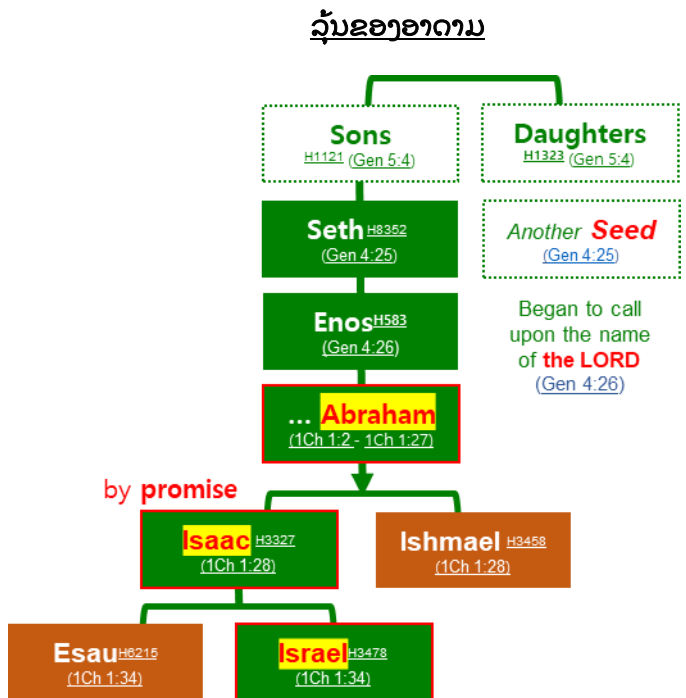 ລຸ້ນຂອງອາດາມ
Sons
H1121 (Gen 5:4)
Daughters
H1323 (Gen 5:4)
Seth H8352
(Gen 4:25)
Another Seed
(Gen 4:25)
EnosH583
(Gen 4:26)
Began to call
upon the name
of the LORD
(Gen 4:26)
... Abraham
(1Ch 1:2 - 1Ch 1:27)
by promise
Isaac H3327
(1Ch 1:28)
Ishmael H3458
(1Ch 1:28)
EsauH6215
(1Ch 1:34)
IsraelH3478
(1Ch 1:34)